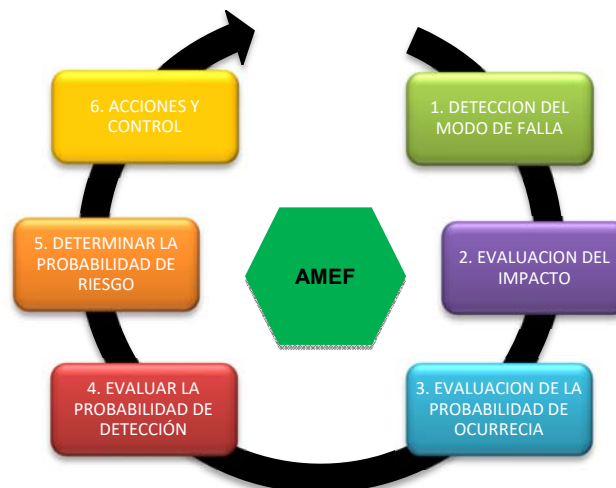 1. DETECCION DEL
MODO DE FALLA
2. EVALUACION DEL
IMPACTO
3. EVALUACION DE LA
PROBABILIDAD DE
OCURRECIA
4. EVALUAR LA
PROBABILIDAD DE
DETECCIÓN
5. DETERMINAR LA
PROBABILIDAD DE
RIESGO
6. ACCIONES Y
CONTROL
AMEF